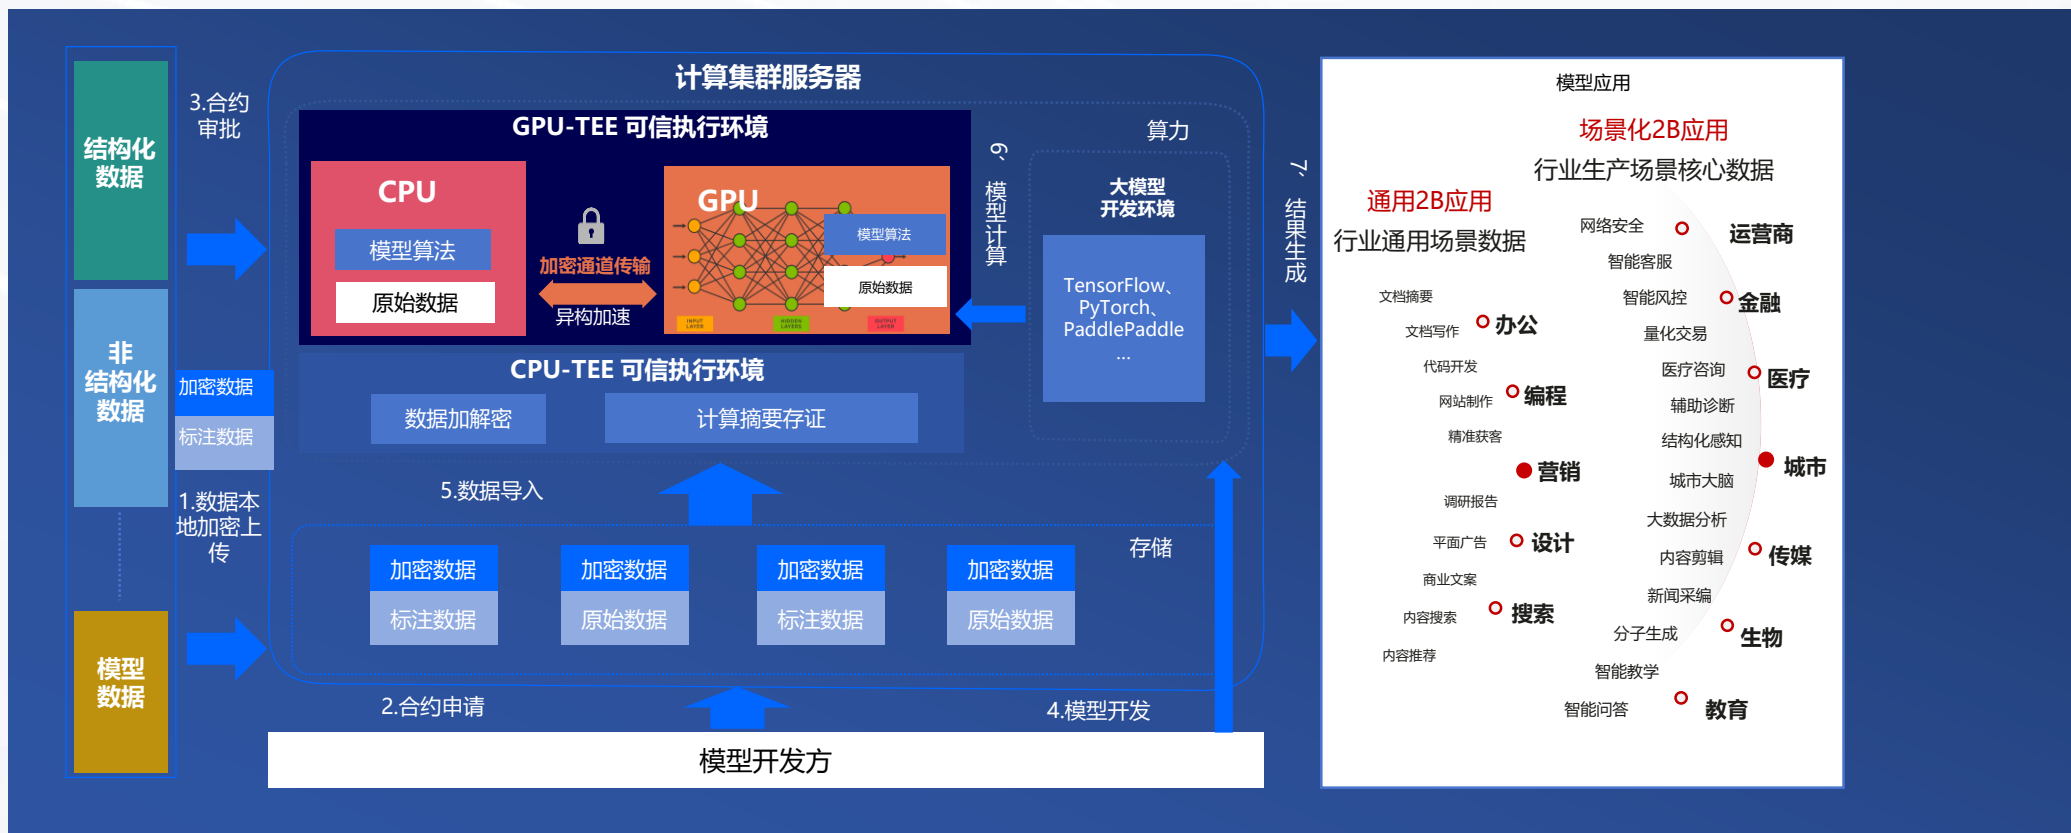 结构化
数据
非
结构化
数据
模型
数据
3.合约
审批
加密数据
标注数据
1.数据本
地加密上
传
计算集群服务器
GPU-TEE 可信执行环境
CPU
模型算法
原始数据
加密通道传输
异构加速
GPU
模型算法
原始数据
INPUT
LAYER
HIDDEN
LAYERS
OUTPUT
LAYER
CPU-TEE 可信执行环境
数据加解密
计算摘要存证
6、模型计算
算力
大模型
开发环境
TensorFlow、
PyTorch、
PaddlePaddle
...
5.数据导入
存储
加密数据
标注数据
加密数据
原始数据
加密数据
标注数据
加密数据
原始数据
2.合约申请
4.模型开发
模型开发方
7、结果生成
模型应用
场景化2B应用
行业生产场景核心数据
通用2B应用
行业通用场景数据
文档摘要
文档写作
办公
代码开发
网站制作
编程
精准获客
营销
调研报告
平面广告
设计
商业文案
内容搜索
搜索
内容推荐
网络安全
运营商
智能客服
智能风控
金融
量化交易
医疗咨询
医疗
辅助诊断
结构化感知
城市
城市大脑
大数据分析
内容剪辑
传媒
新闻采编
分子生成
生物
智能教学
智能问答
教育